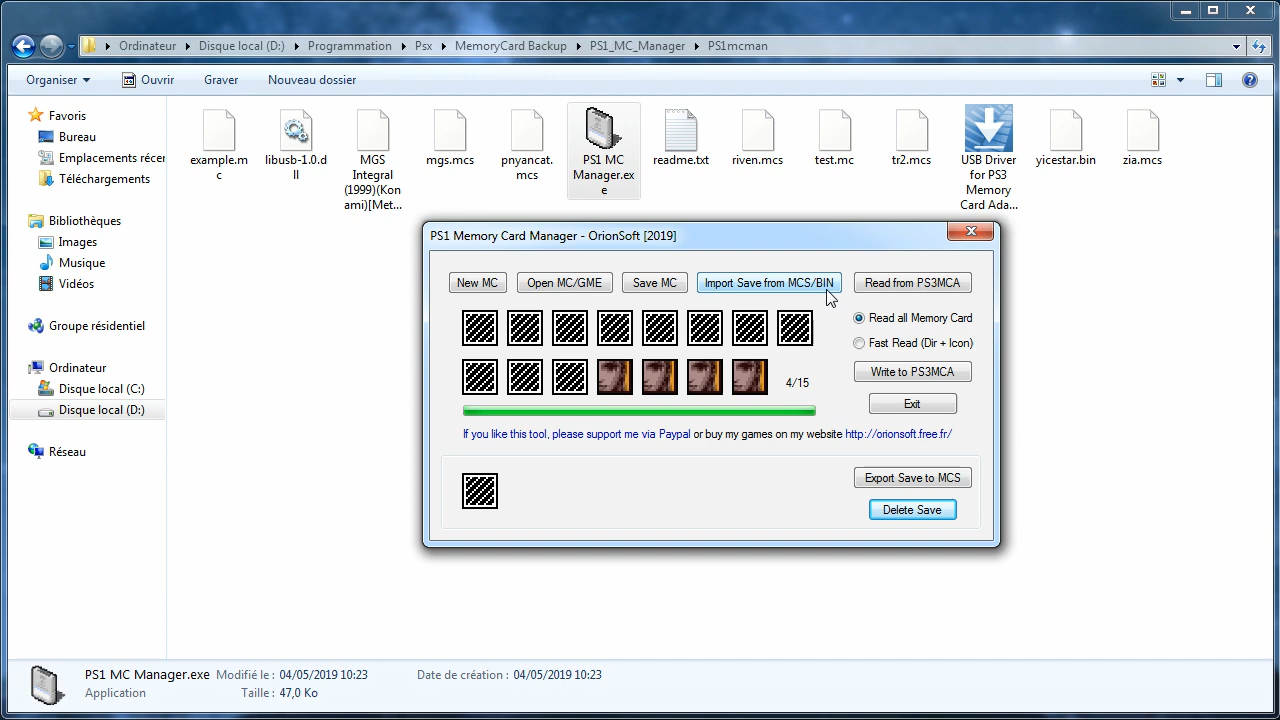 Ordinateur Disque local (D:) Programmation Psx MemoryCard Backup PS1_MC_Manager PS1mcman
Organiser Ouvrir Graver Nouveau dossier
Favoris
Bureau
Emplacements récer
Téléchargements
Bibliothèques
Images
Musique
Vidéos
Groupe résidentiel
Ordinateur
Disque local (C:)
Disque local (D:)
Réseau
example.m
c
libusb-1.0.d
ll
MGS
Integral
(1999)(Kon
ami)[Met...
mgs.mcs
pnyancat.
mcs
PS1 MC
Manager.ex
e
readme.txt
riven.mcs
test.mc
tr2.mcs
USB Driver
for PS3
Memory
Card Ada...
yicestar.bin
zia.mcs
PS1 Memory Card Manager - OrionSoft [2019]
New MC Open MC/GME Save MC Import Save from MCS/BIN Read from PS3MCA
Read all Memory Card
Fast Read (Dir + Icon)
Write to PS3MCA
4/15
Exit
If you like this tool, please support me via Paypal or buy my games on my website http://orionsoft.free.fr/
Export Save to MCS
Delete Save
PS1 MC Manager.exe Modifié le : 04/05/2019 10:23 Date de création : 04/05/2019 10:23
Application Taille : 47,0 Ko